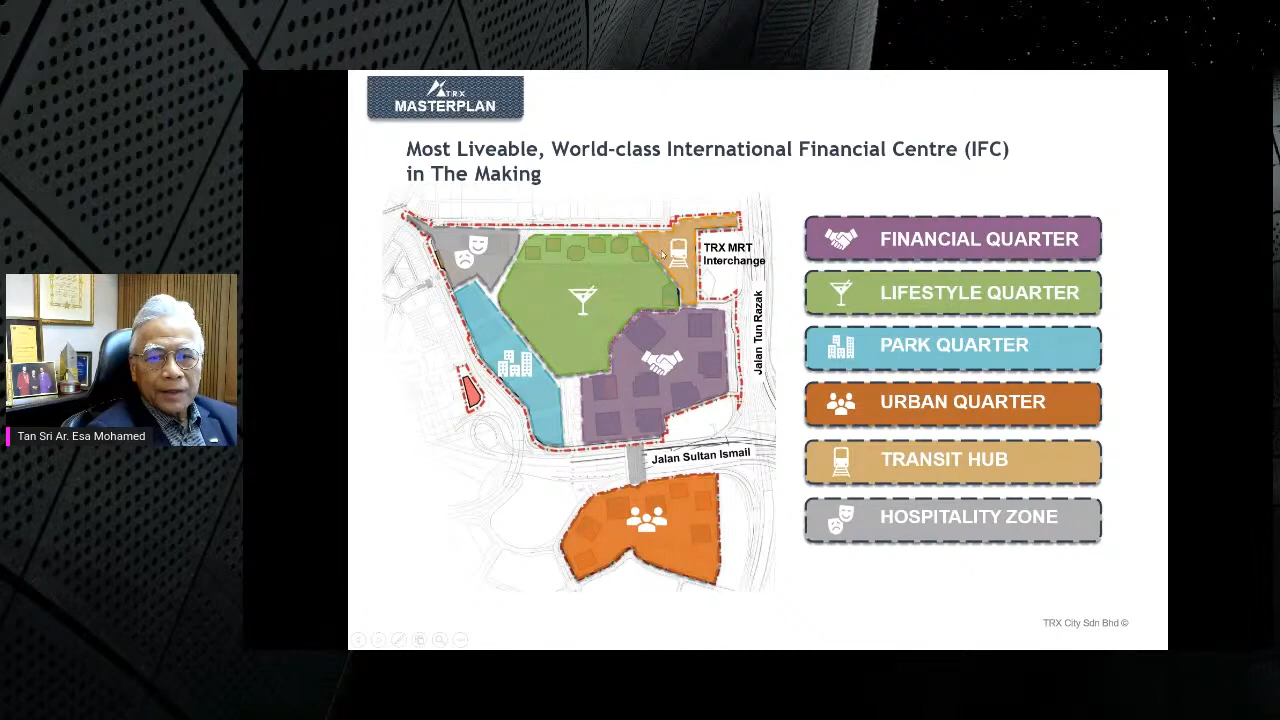 TRX
MASTERPLAN
Most Liveable, World-class International Financial Centre (IFC)
in The Making
TRX MRT
Interchange
Jalan Tun Razak
Jalan Sultan Ismail
FINANCIAL QUARTER
LIFESTYLE QUARTER
PARK QUARTER
URBAN QUARTER
TRANSIT HUB
HOSPITALITY ZONE
TRX City Sdn Bhd ©
Tan Sri Ar. Esa Mohamed